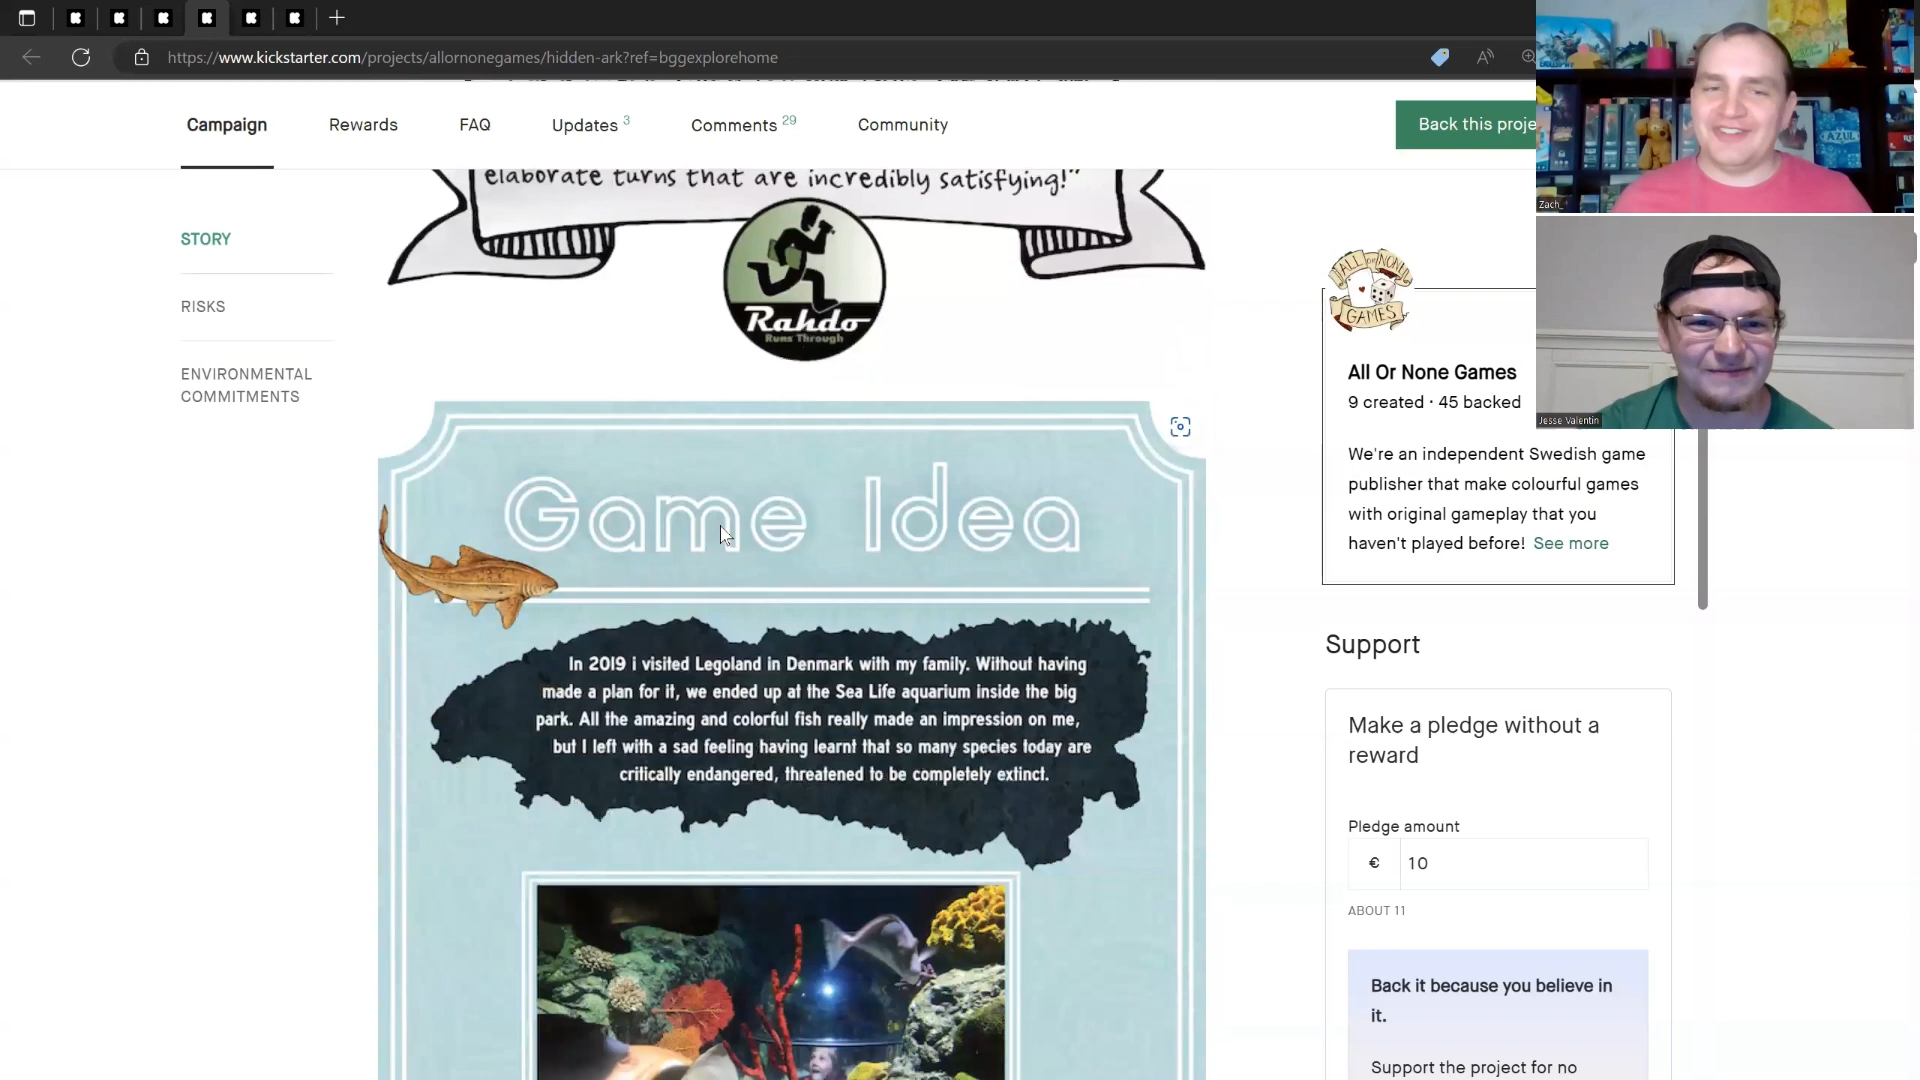 https://www.kickstarter.com/projects/allornonegames/hidden-ark?ref=bggexplorehome
Campaign
Rewards
FAQ
Updates 3
Comments 29
Community
Back this proje
elaborate turns that are incredibly satisfying!"
Rahdo
Runs Through
STORY
RISKS
ENVIRONMENTAL
COMMITMENTS
Game Idea
In 2019 i visited Legoland in Denmark with my family. Without having
made a plan for it, we ended up at the Sea Life aquarium inside the big
park. All the amazing and colorful fish really made an impression on me,
but I left with a sad feeling having learnt that so many species today are
critically endangered, threatened to be completely extinct.
ALL OR NONE
GAMES
All Or None Games
9 created · 45 backed
We're an independent Swedish game
publisher that make colourful games
with original gameplay that you
haven't played before! See more
Support
Make a pledge without a
reward
Pledge amount
€ 10
ABOUT 11
Back it because you believe in
it.
Support the project for no
AZUL
Zach_
Jesse Valentin